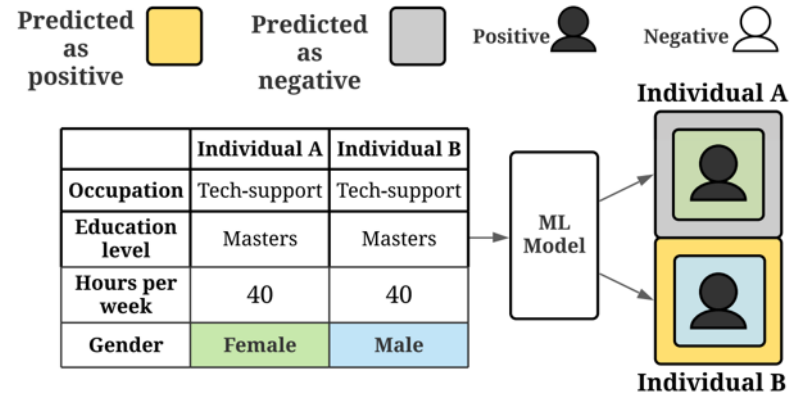 Predicted
as
positive
Predicted
as
negative
Positive
Negative
Individual A
Individual A Individual B
Occupation Tech-support Tech-support
Education
level Masters Masters
Hours per
week 40 40
Gender Female Male
ML
Model
Individual B